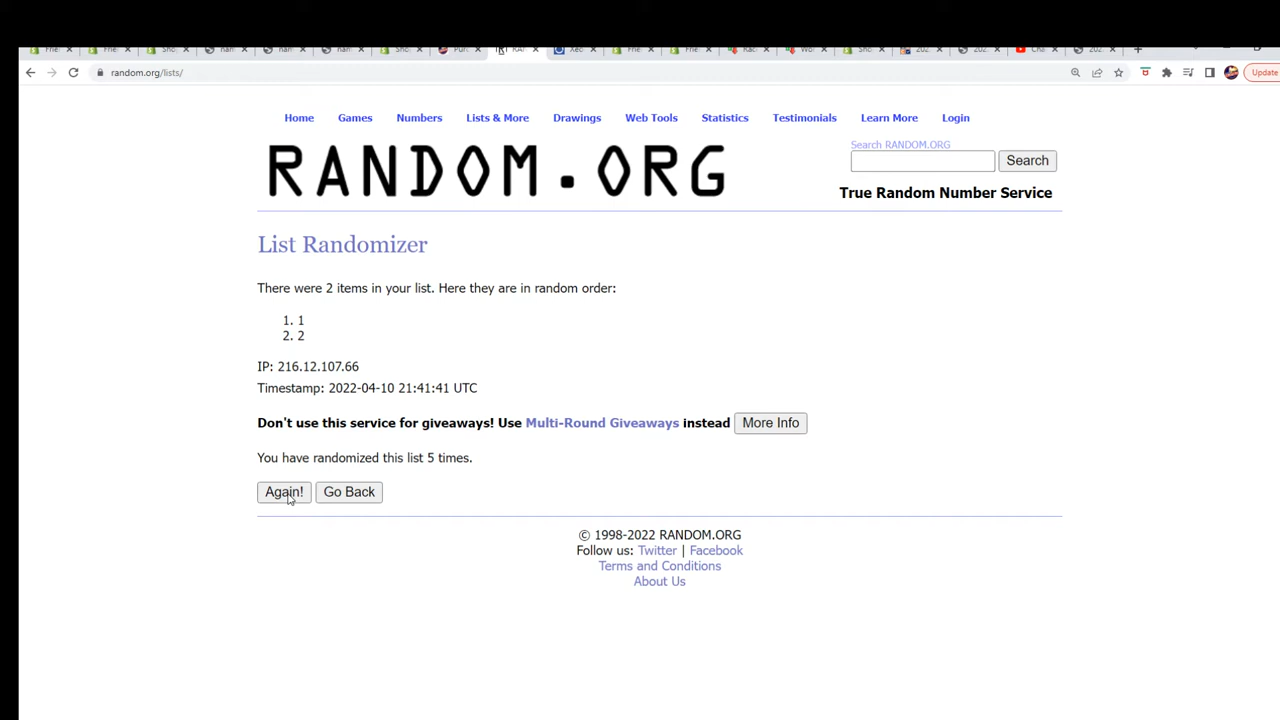 random.org/lists/
Update
Home Games Numbers Lists & More Drawings Web Tools Statistics Testimonials Learn More Login
RANDOM.ORG
Search RANDOM.ORG
Search
True Random Number Service
List Randomizer
There were 2 items in your list. Here they are in random order:
1. 1
2. 2
IP: 216.12.107.66
Timestamp: 2022-04-10 21:41:41 UTC
Don't use this service for giveaways! Use Multi-Round Giveaways instead More Info
You have randomized this list 5 times.
Again! Go Back
© 1998-2022 RANDOM.ORG
Follow us: Twitter | Facebook
Terms and Conditions
About Us